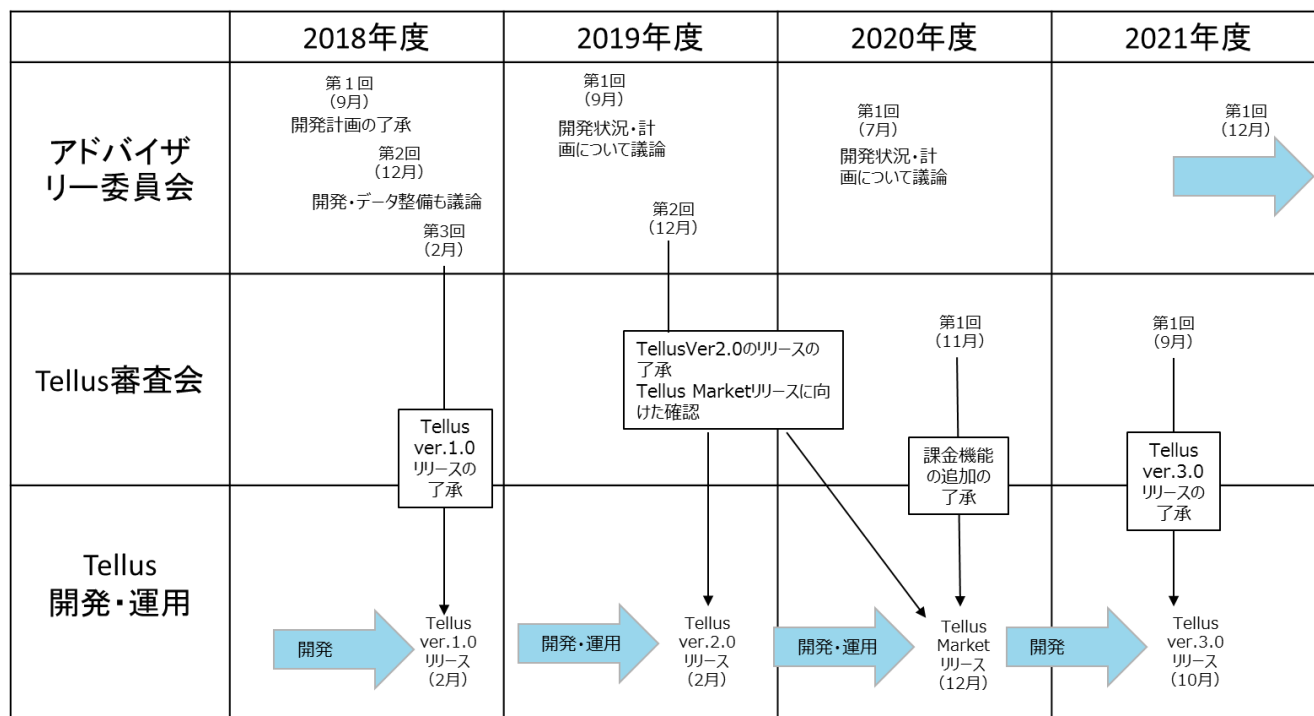 2018年度
2019年度
2020年度
2021年度
アドバイザ
リー委員会
第１回
（9月）
開発計画の了承
第2回
（12月）
開発・データ整備も議論
第3回
（2月）
第1回
（9月）
開発状況・計
画について議論
第2回
（12月）
第1回
（7月）
開発状況・計
画について議論
第1回
（12月）
Tellus審査会
Tellus
ver.1.0
リリースの
了承
TellusVer2.0のリリースの
了承
Tellus Marketリリースに向
けた確認
第1回
（11月）
課金機能
の追加の
了承
第1回
（9月）
Tellus
ver.3.0
リリースの
了承
Tellus
開発・運用
開発
Tellus
ver.1.0
リリース
（2月）
開発・運用
Tellus
ver.2.0
リリース
（2月）
開発・運用
Tellus
Market
リリース
（12月）
開発
Tellus
ver.3.0
リリース
（10月）